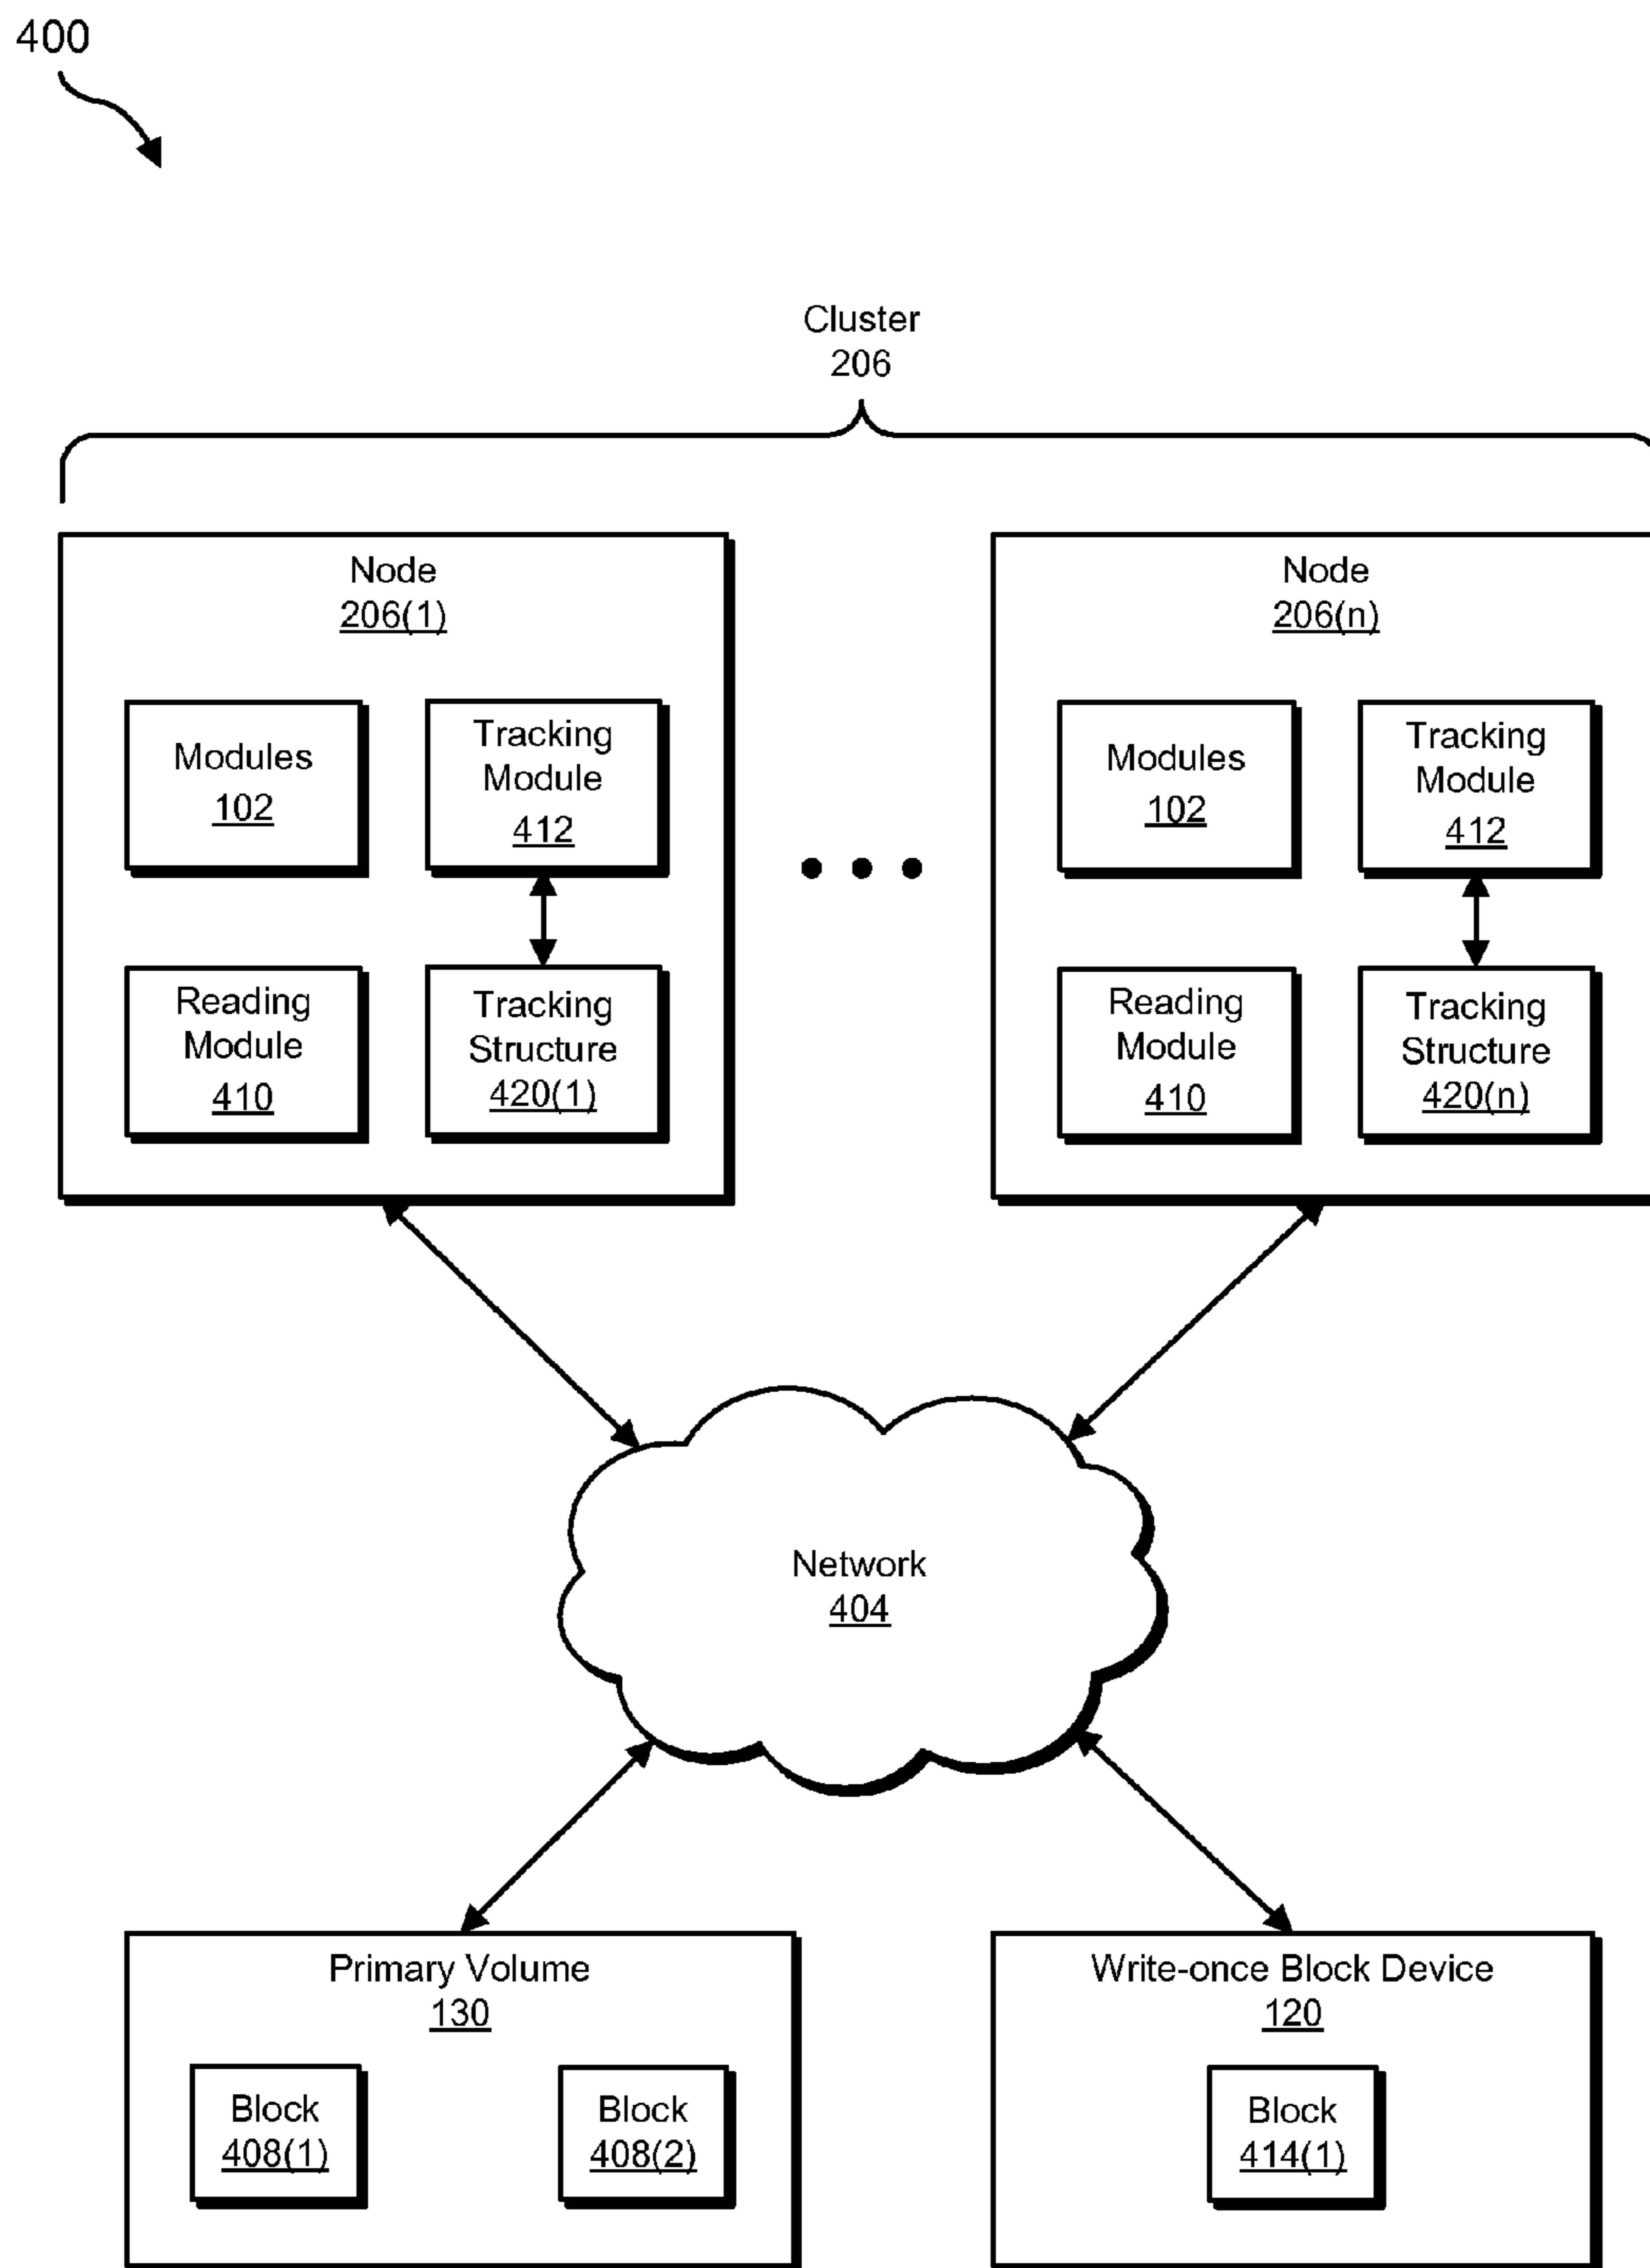 400
Cluster
206
Node
206(1)
Modules
102
Tracking
Module
412
Reading
Module
410
Tracking
Structure
420(1)
Node
206(n)
Modules
102
Tracking
Module
412
Reading
Module
410
Tracking
Structure
420(n)
Network
404
Primary Volume
130
Block
408(1)
Block
408(2)
Write-once Block Device
120
Block
414(1)